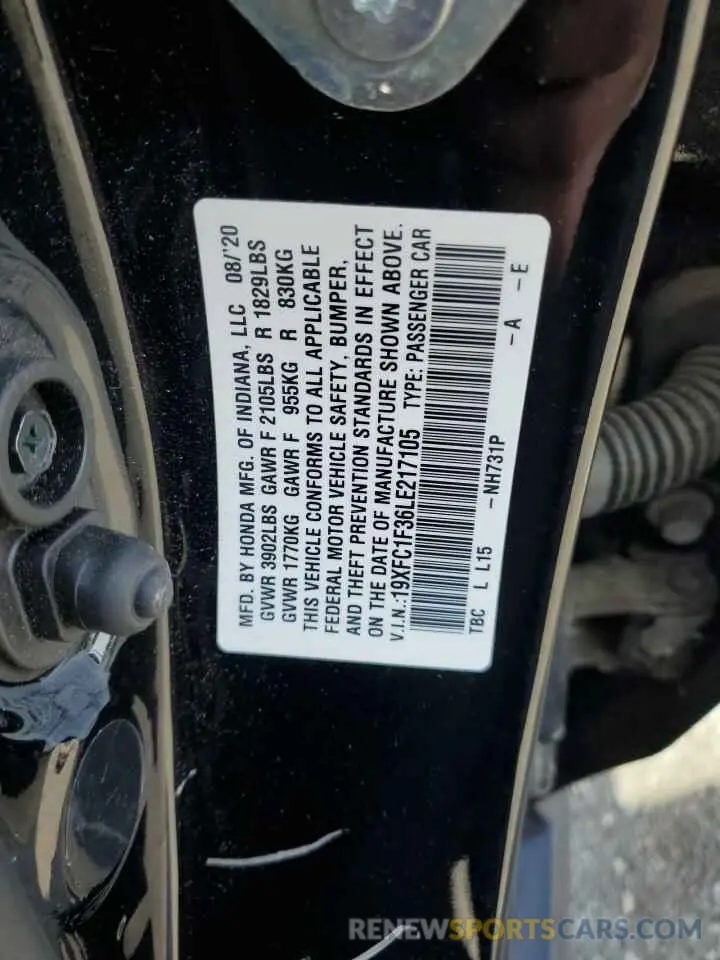 MFD. BY HONDA MFG. OF INDIANA, LLC 08/'20
GVWR 3902LBS GAWR F 2105LBS R 1829LBS
GVWR 1770KG GAWR F 955KG R 830KG
THIS VEHICLE CONFORMS TO ALL APPLICABLE
FEDERAL MOTOR VEHICLE SAFETY, BUMPER,
AND THEFT PREVENTION STANDARDS IN EFFECT
ON THE DATE OF MANUFACTURE SHOWN ABOVE.
V.I.N.:19XFC1F36LE217105 TYPE: PASSENGER CAR
TBC L L15 -NH731P -A -E
RENEWSPORTSCARS.COM